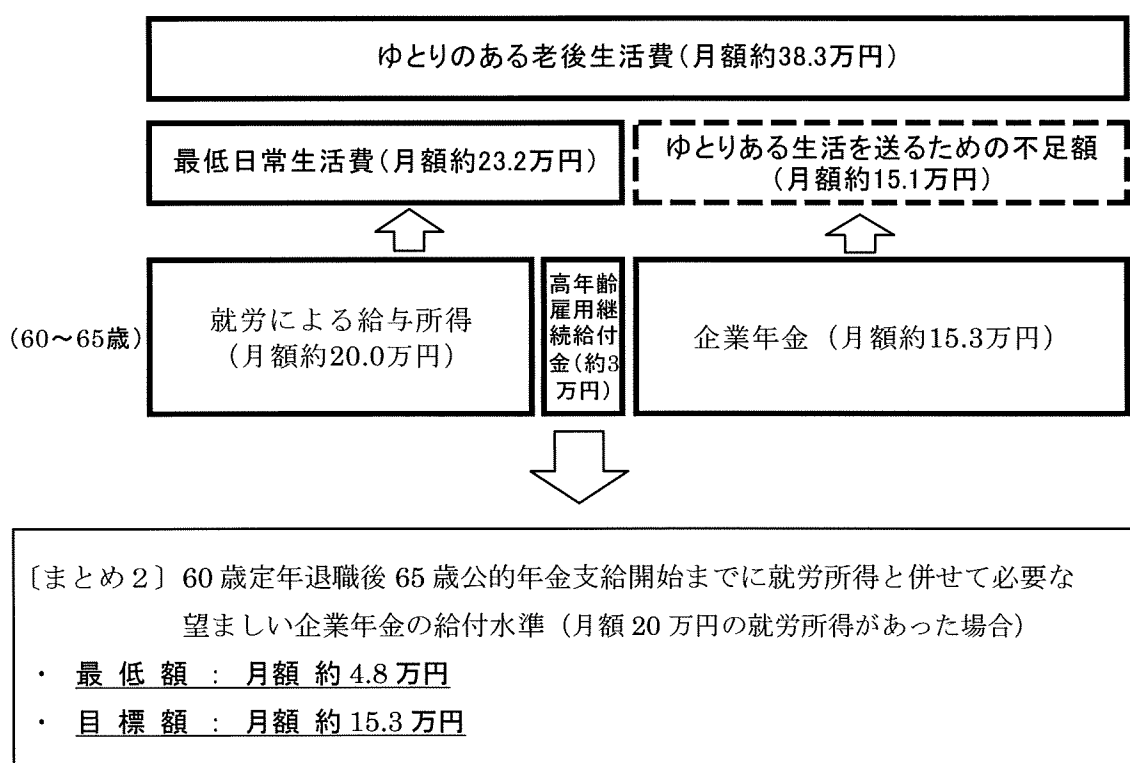 ゆとりのある老後生活費(月額約38.3万円)
最低日常生活費(月額約23.2万円)
ゆとりある生活を送るための不足額
(月額約15.1万円)
(60~65歳)
就労による給与所得
(月額約20.0万円)
高年齢
雇用継
続給付
金(約3
万円)
企業年金(月額約15.3万円)
〔まとめ2〕60歳定年退職後65歳公的年金支給開始までに就労所得と併せて必要な
望ましい企業年金の給付水準(月額20万円の就労所得があった場合)
・ 最 低 額 : 月額 約4.8万円
・ 目 標 額 : 月額 約15.3万円